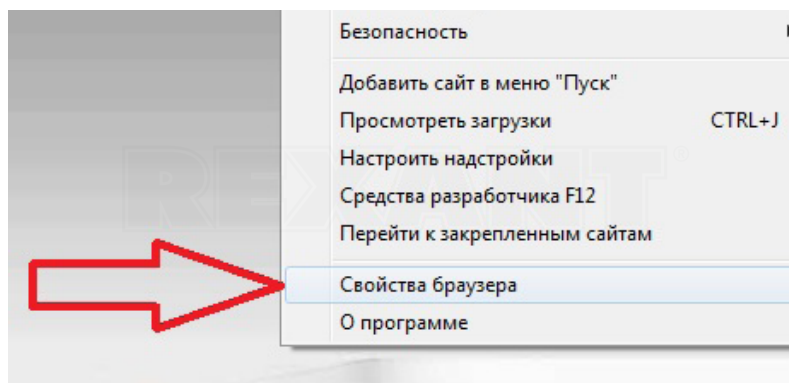 Безопасность
Добавить сайт в меню "Пуск"
Просмотреть загрузки CTRL+J
Настроить надстройки
Средства разработчика F12
Перейти к закрепленным сайтам
REXANT
Свойства браузера
О программе